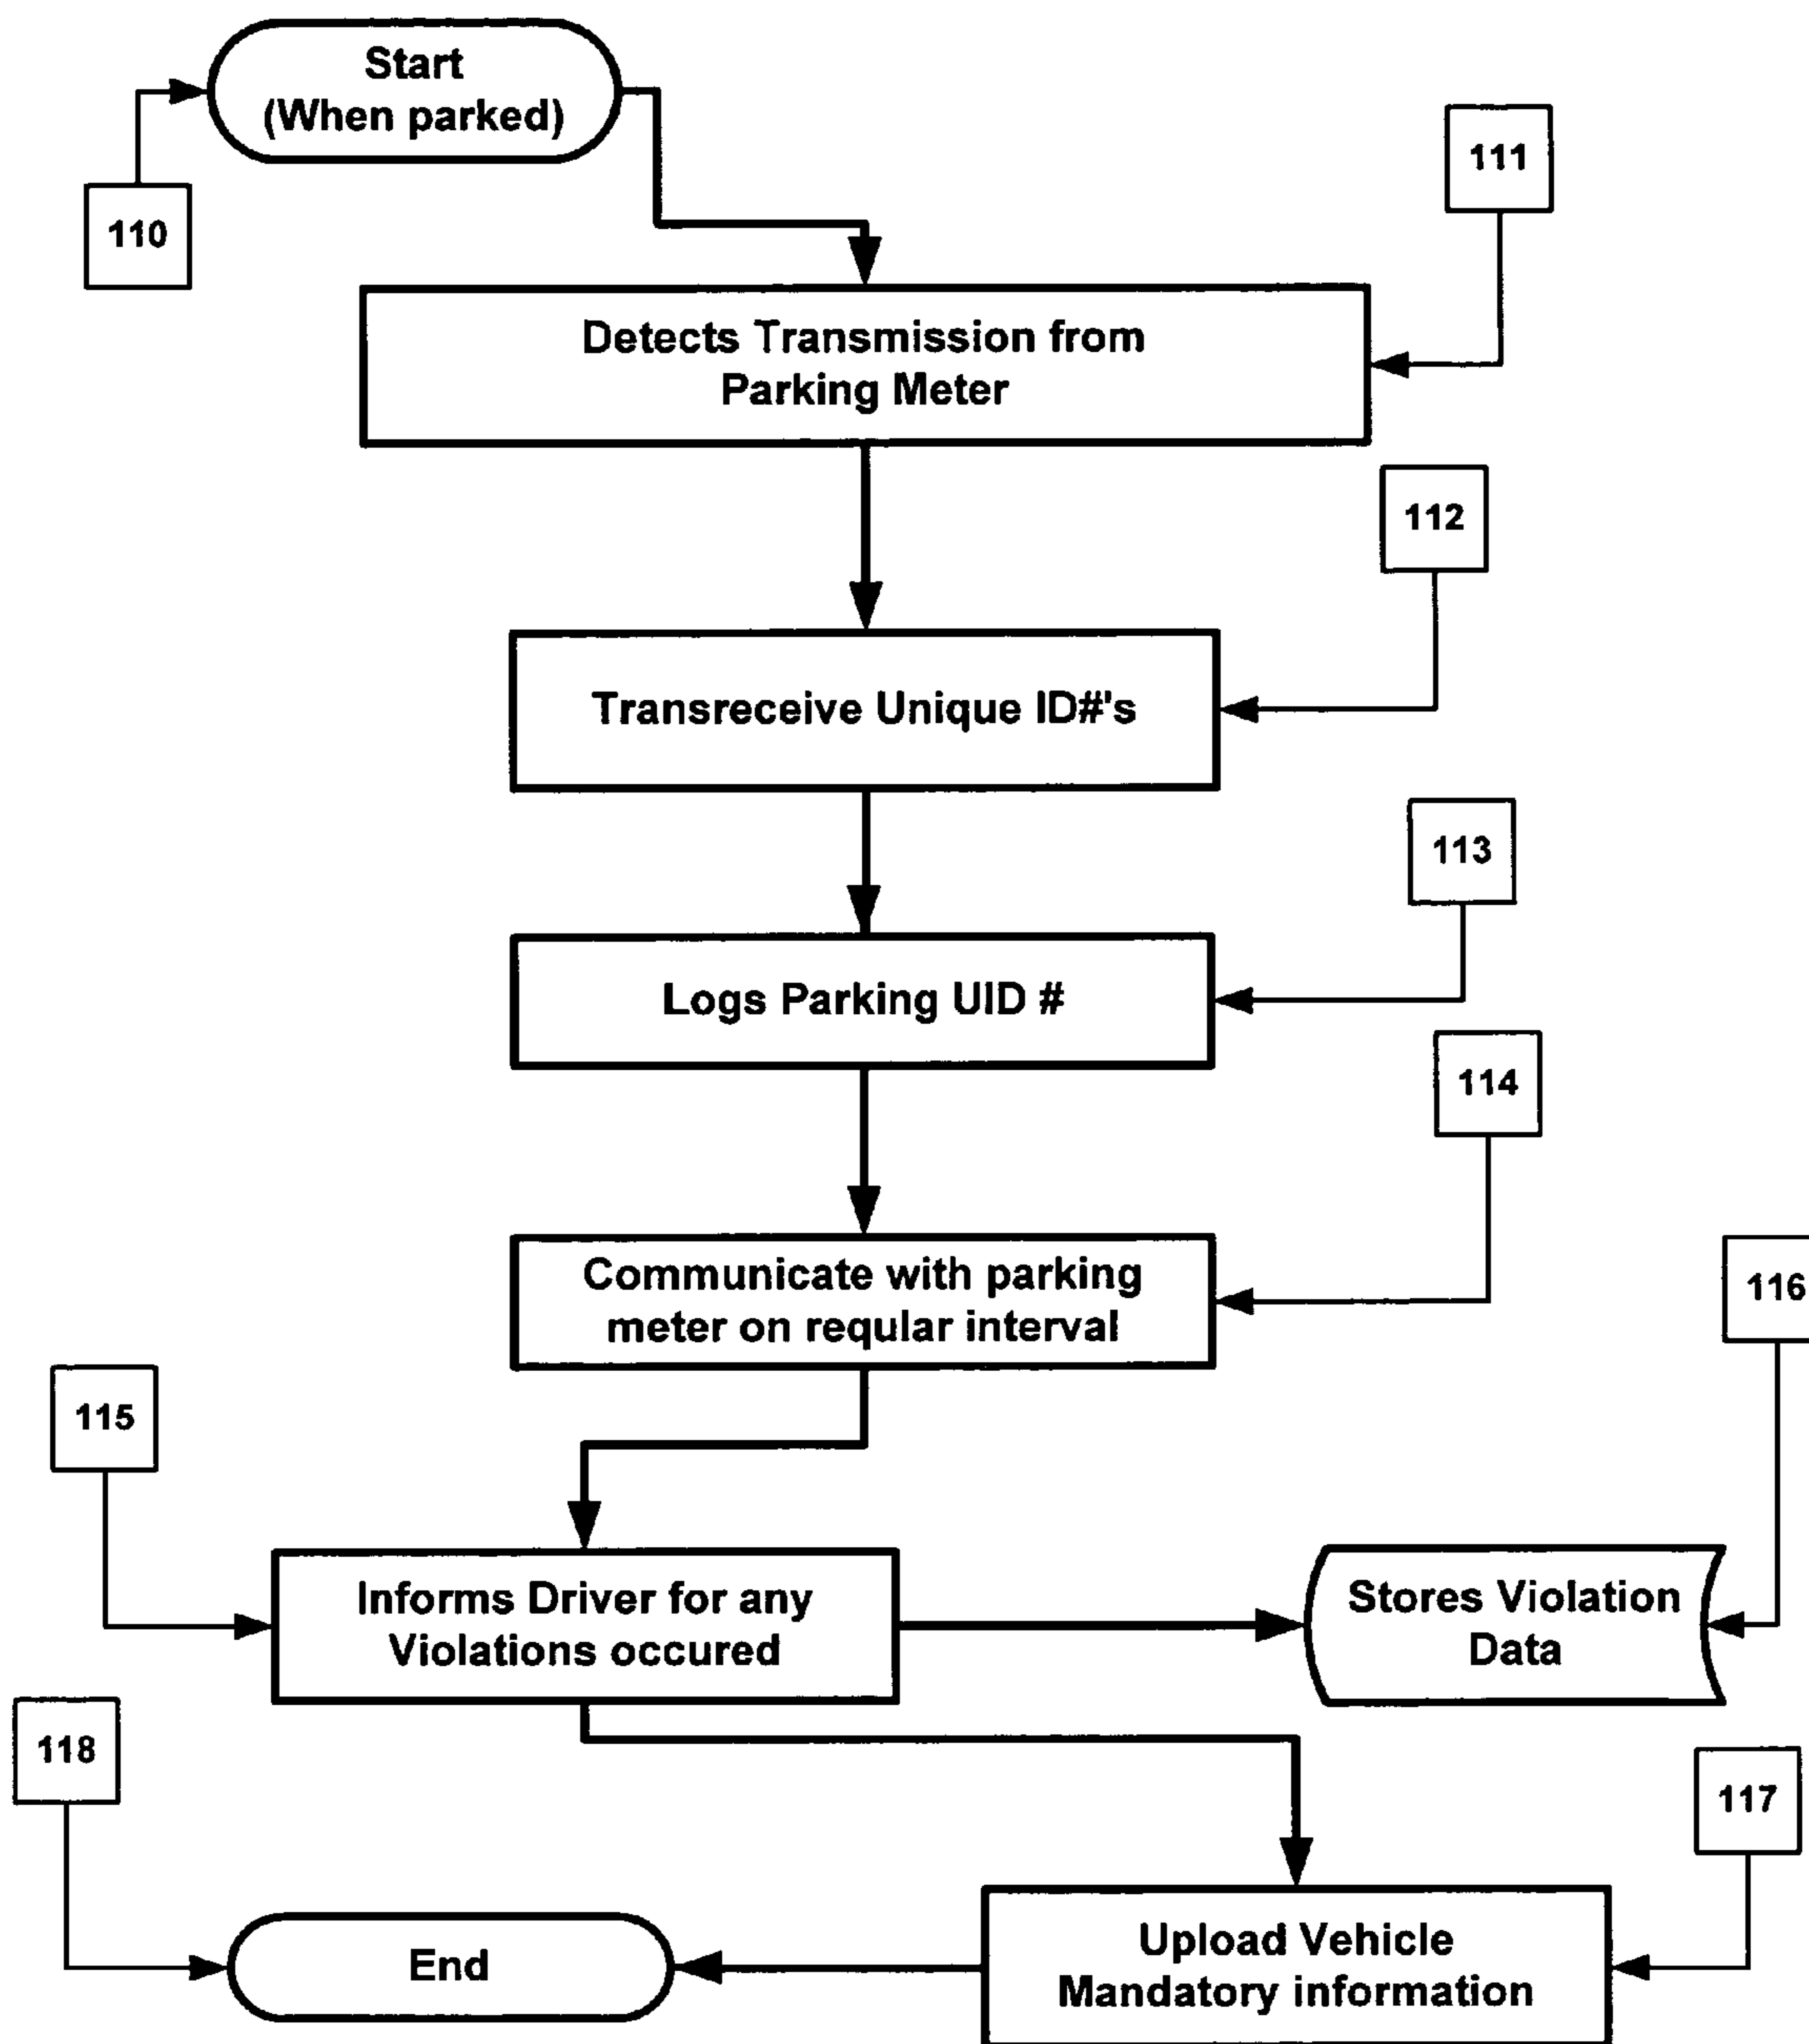 Start
(When parked)
110
111
Detects Transmission from
Parking Meter
112
Transreceive Unique ID#'s
113
Logs Parking UID #
114
Communicate with parking
meter on reqular interval
115
116
Informs Driver for any
Violations occured
Stores Violation
Data
118
117
End
Upload Vehicle
Mandatory information